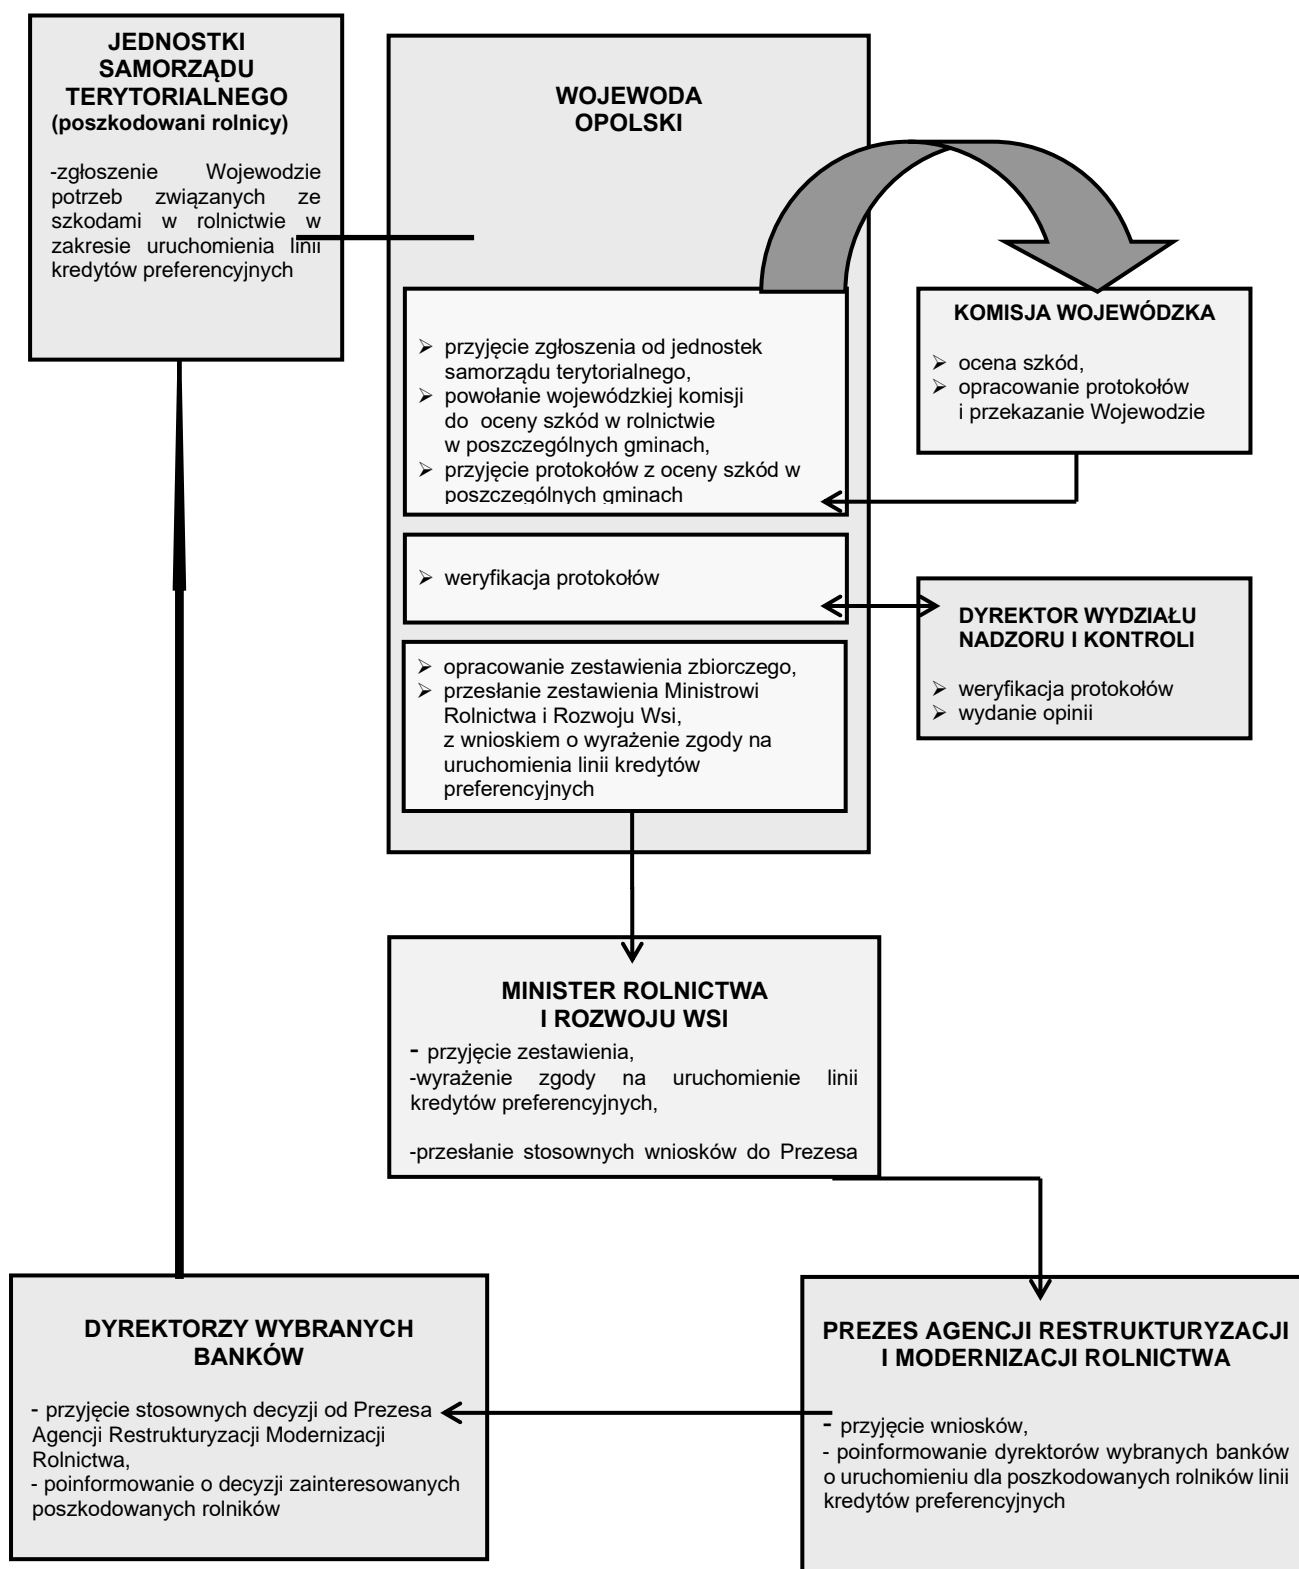 JEDNOSTKI
SAMORZĄDU
TERYTORIALNEGO
(poszkodowani rolnicy)
-zgłoszenie Wojewodzie
potrzeb związanych ze
szkodami w rolnictwie w
zakresie uruchomienia linii
kredytów preferencyjnych
WOJEWODA
OPOLSKI
➢ przyjęcie zgłoszenia od jednostek
samorządu terytorialnego,
➢ powołanie wojewódzkiej komisji
do oceny szkód w rolnictwie
w poszczególnych gminach,
➢ przyjęcie protokołów z oceny szkód w
poszczególnych gminach
KOMISJA WOJEWÓDZKA
➢ ocena szkód,
➢ opracowanie protokołów
i przekazanie Wojewodzie
➢ weryfikacja protokołów
DYREKTOR WYDZIAŁU
NADZORU I KONTROLI
➢ weryfikacja protokołów
➢ wydanie opinii
➢ opracowanie zestawienia zbiorczego,
➢ przesłanie zestawienia Ministrowi
Rolnictwa i Rozwoju Wsi,
z wnioskiem o wyrażenie zgody na
uruchomienia linii kredytów
preferencyjnych
MINISTER ROLNICTWA
I ROZWOJU WSI
- przyjęcie zestawienia,
-wyrażenie zgody na uruchomienie linii
kredytów preferencyjnych,
-przesłanie stosownych wniosków do Prezesa
PREZES AGENCJI RESTRUKTURYZACJI
I MODERNIZACJI ROLNICTWA
- przyjęcie wniosków,
- poinformowanie dyrektorów wybranych banków
o uruchomieniu dla poszkodowanych rolników linii
kredytów preferencyjnych
DYREKTORZY WYBRANYCH
BANKÓW
- przyjęcie stosownych decyzji od Prezesa
Agencji Restrukturyzacji Modernizacji
Rolnictwa,
- poinformowanie o decyzji zainteresowanych
poszkodowanych rolników